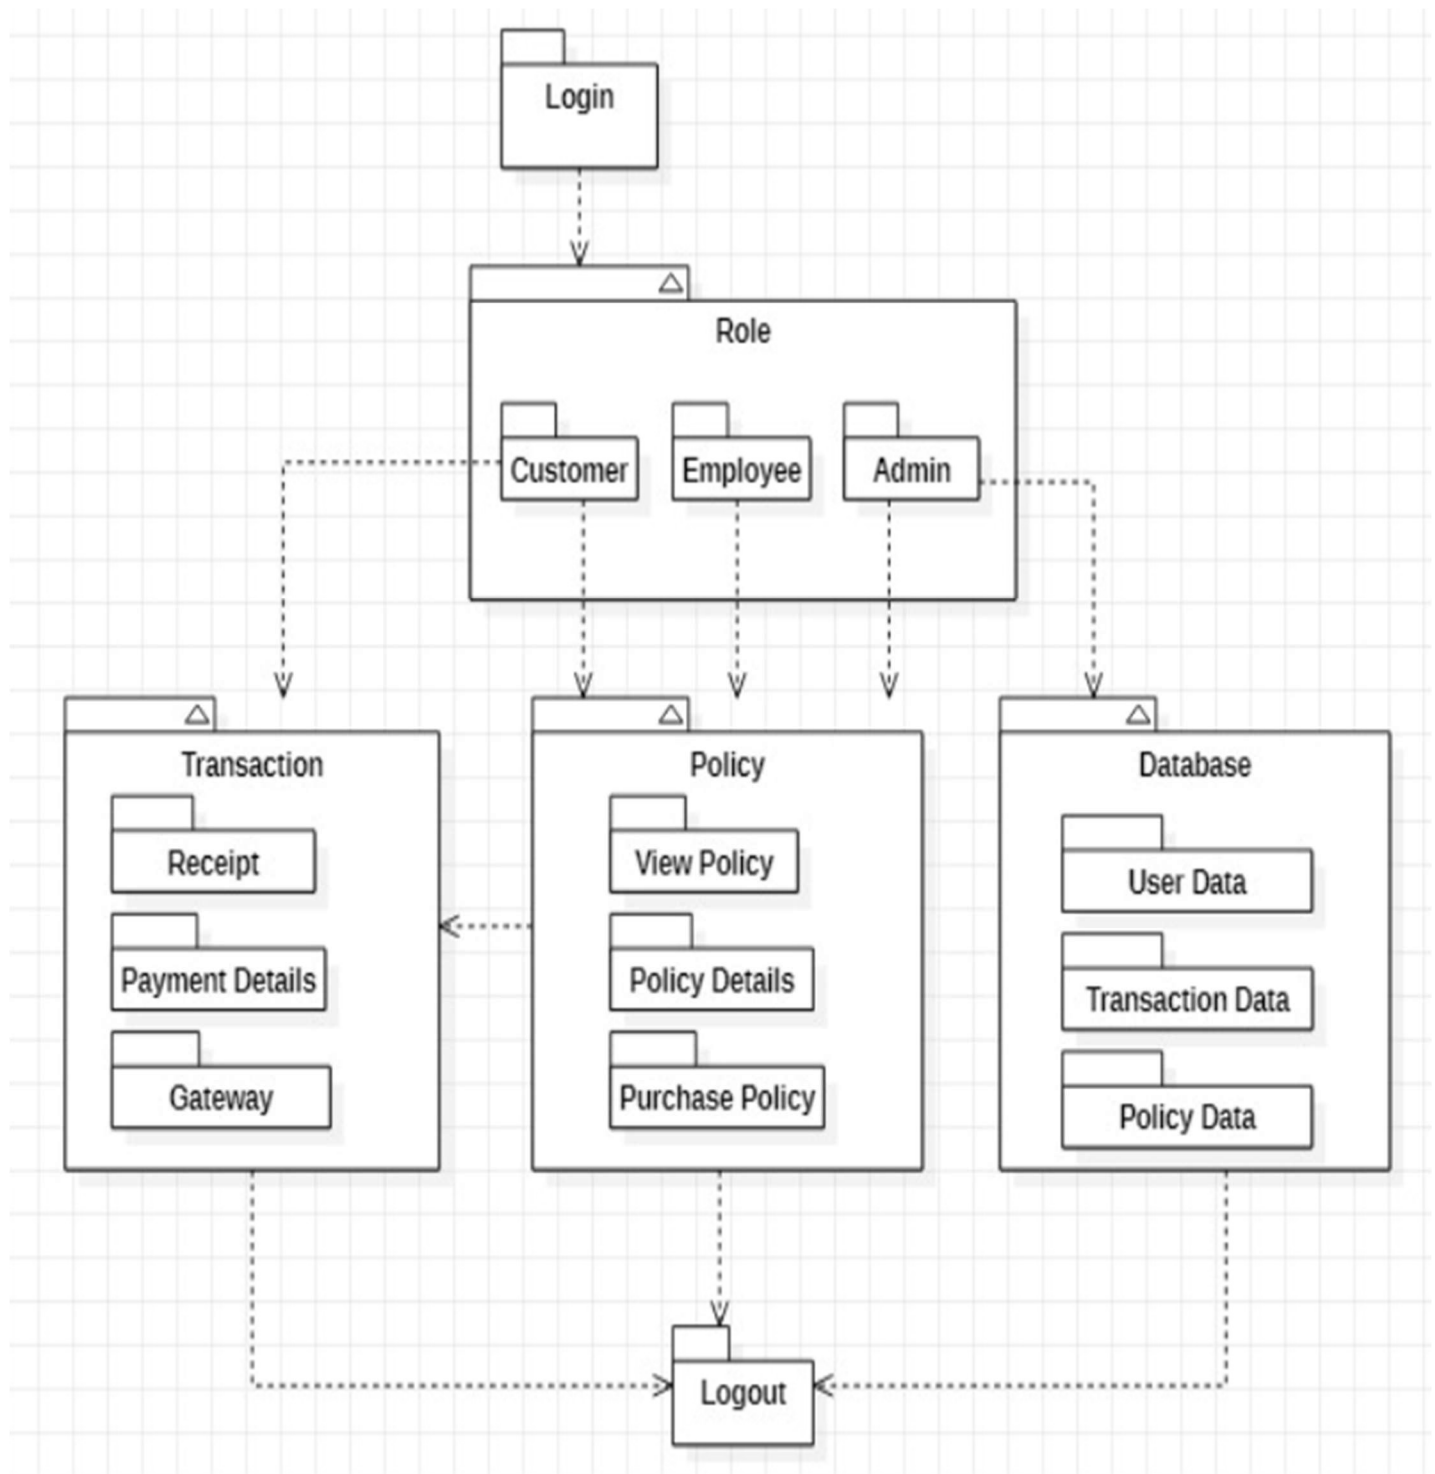 Login
Role
Customer
Employee
Admin
Transaction
Receipt
Payment Details
Gateway
Policy
View Policy
Policy Details
Purchase Policy
Database
User Data
Transaction Data
Policy Data
Logout